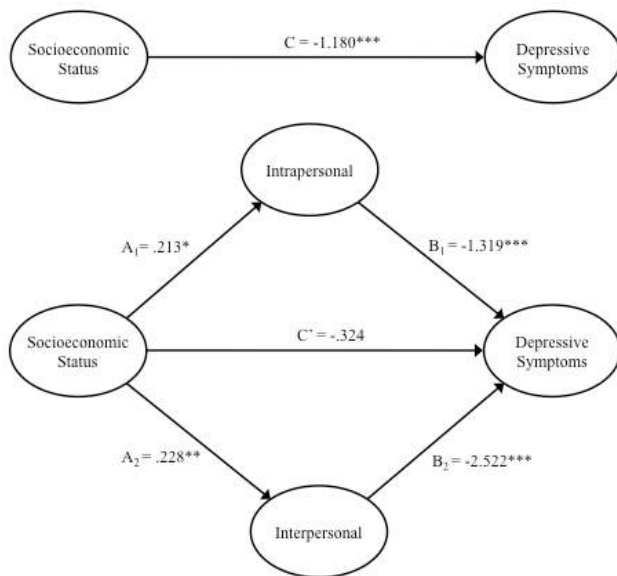 Socioeconomic
Status
C = -1.180***
Depressive
Symptoms
Intrapersonal
A₁= .213*
B₁ = -1.319***
Socioeconomic
Status
C’ = -.324
Depressive
Symptoms
A₂= .228**
B₂ = -2.522***
Interpersonal